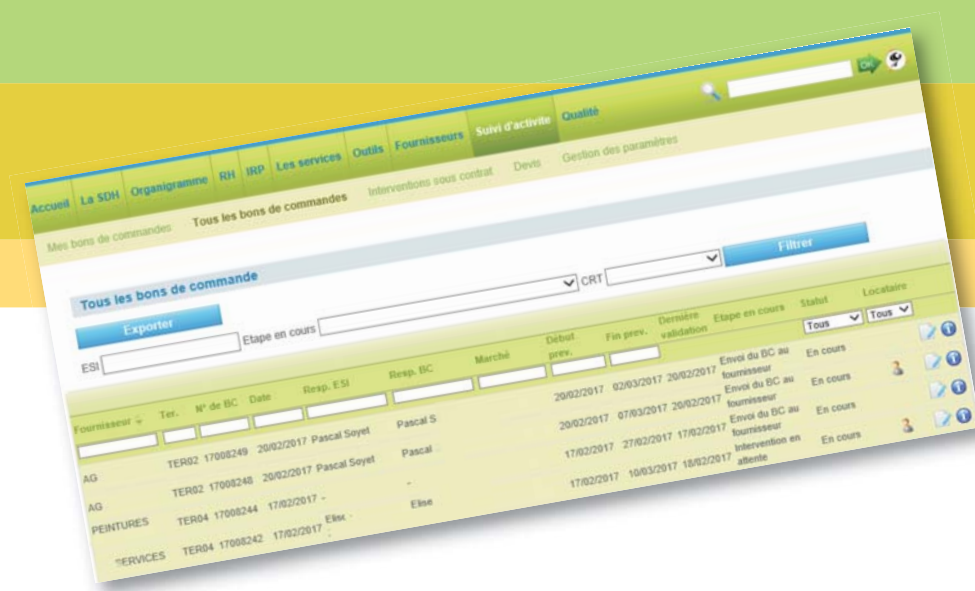 OK
Accueil La SDH Organigramme RH IRP Les services Outils Fournisseurs Suivi d'activité Qualité
Mes bons de commandes Tous les bons de commandes Interventions sous contrat Devis Gestion des paramètres
Tous les bons de commande
Exporter
ESI Etape en cours CRT Filtrer
Fournisseur Ter. N° de BC Date Resp. ESI Resp. BC Marché Début prev. Fin prev. Dernière validation Etape en cours Statut Locataire
Tous Tous
AG TER02 17008249 20/02/2017 Pascal Soyet Pascal S 20/02/2017 02/03/2017 20/02/2017 Envoi du BC au fournisseur En cours
AG TER02 17008248 20/02/2017 Pascal Soyet Pascal 20/02/2017 07/03/2017 20/02/2017 Envoi du BC au fournisseur En cours
PEINTURES TER04 17008244 17/02/2017 - - 17/02/2017 27/02/2017 17/02/2017 Envoi du BC au fournisseur En cours
SERVICES TER04 17008242 17/02/2017 Elise Elise 17/02/2017 10/03/2017 18/02/2017 Intervention en attente En cours